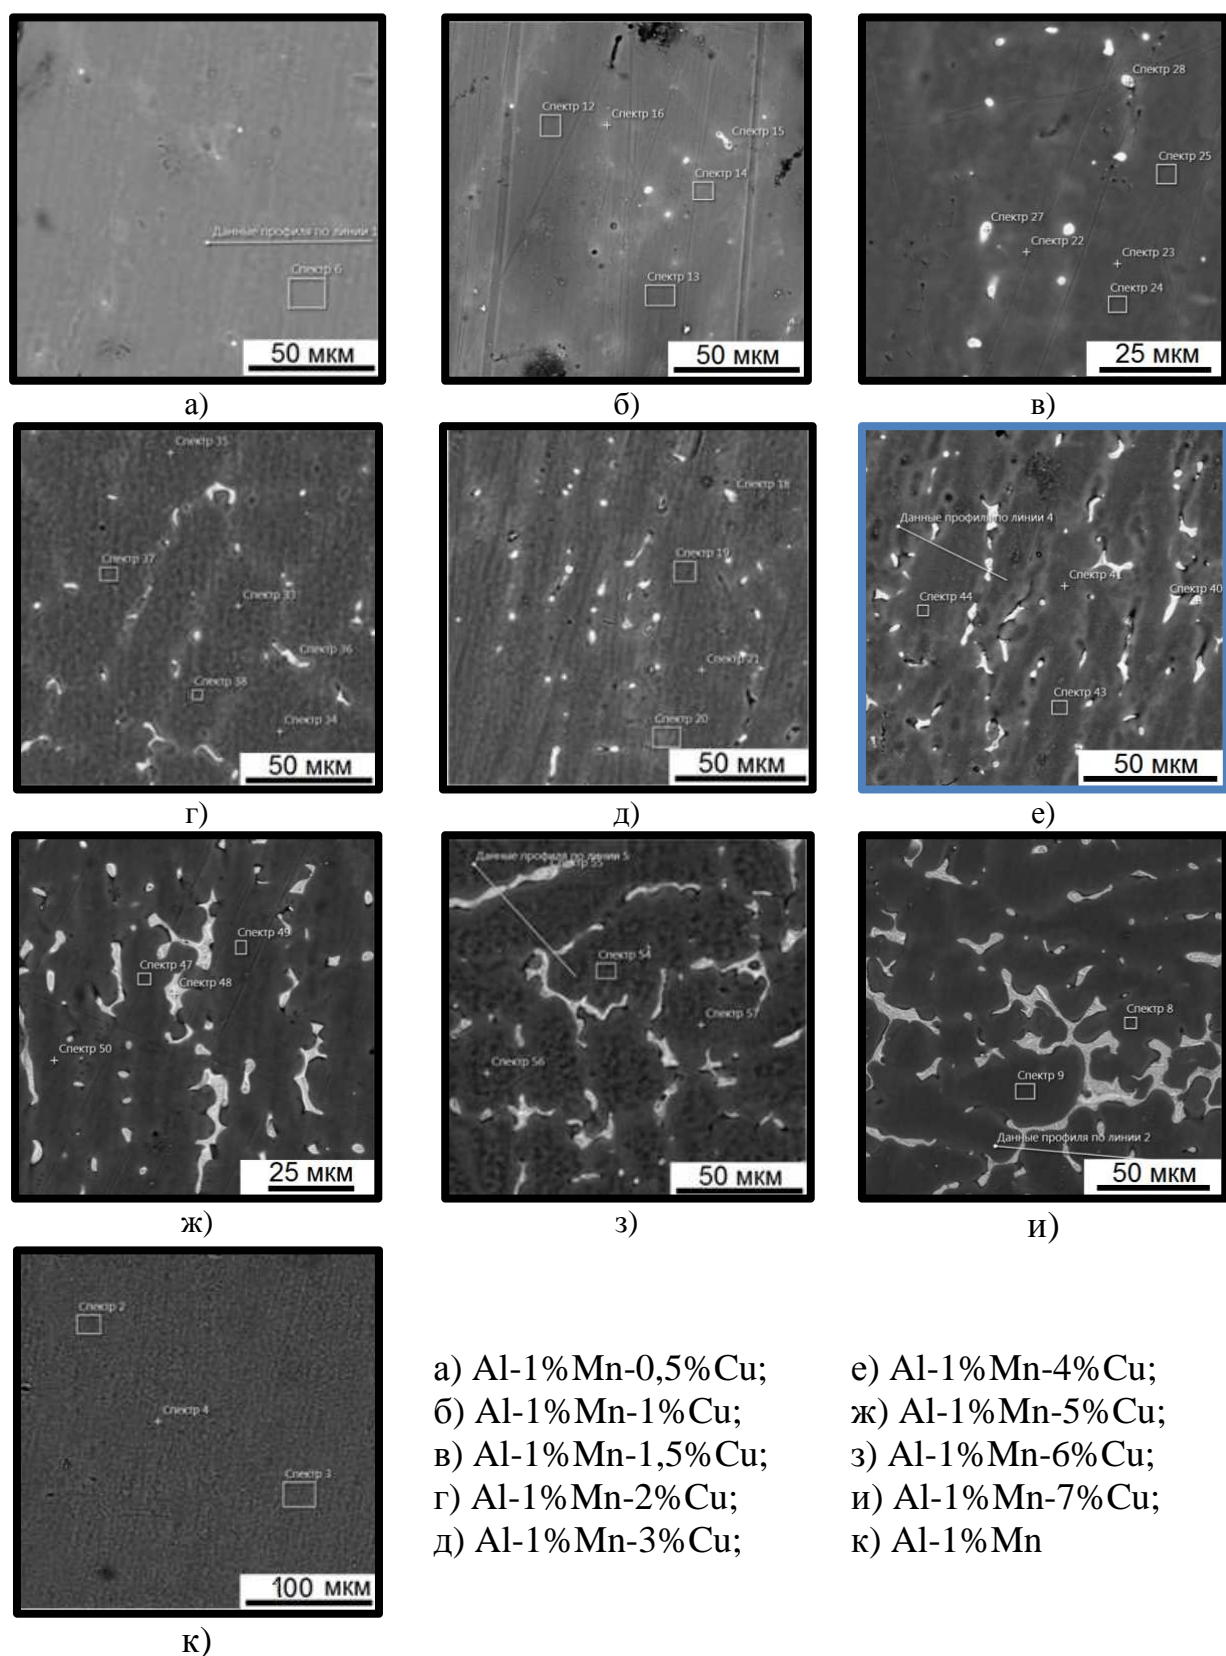 Данные профиля по линии 1
Спектр 6
50 мкм
а)
Спектр 12
Спектр 16
Спектр 15
Спектр 14
Спектр 13
50 мкм
б)
Спектр 28
Спектр 25
Спектр 27
Спектр 22
Спектр 23
Спектр 24
25 мкм
в)
Спектр 35
Спектр 37
Спектр 33
Спектр 36
Спектр 38
Спектр 34
50 мкм
г)
Спектр 18
Спектр 19
Спектр 21
Спектр 20
50 мкм
д)
Данные профиля по линии 4
Спектр 41
Спектр 40
Спектр 44
Спектр 43
50 мкм
е)
Спектр 49
Спектр 47
Спектр 48
Спектр 50
25 мкм
ж)
Данные профиля по линии 5
Спектр 55
Спектр 54
Спектр 57
Спектр 56
50 мкм
з)
Спектр 8
Спектр 9
Данные профиля по линии 2
50 мкм
и)
Спектр 2
Спектр 4
Спектр 3
100 мкм
к)
а) Al-1%Mn-0,5%Cu;
б) Al-1%Mn-1%Cu;
в) Al-1%Mn-1,5%Cu;
г) Al-1%Mn-2%Cu;
д) Al-1%Mn-3%Cu;
е) Al-1%Mn-4%Cu;
ж) Al-1%Mn-5%Cu;
з) Al-1%Mn-6%Cu;
и) Al-1%Mn-7%Cu;
к) Al-1%Mn